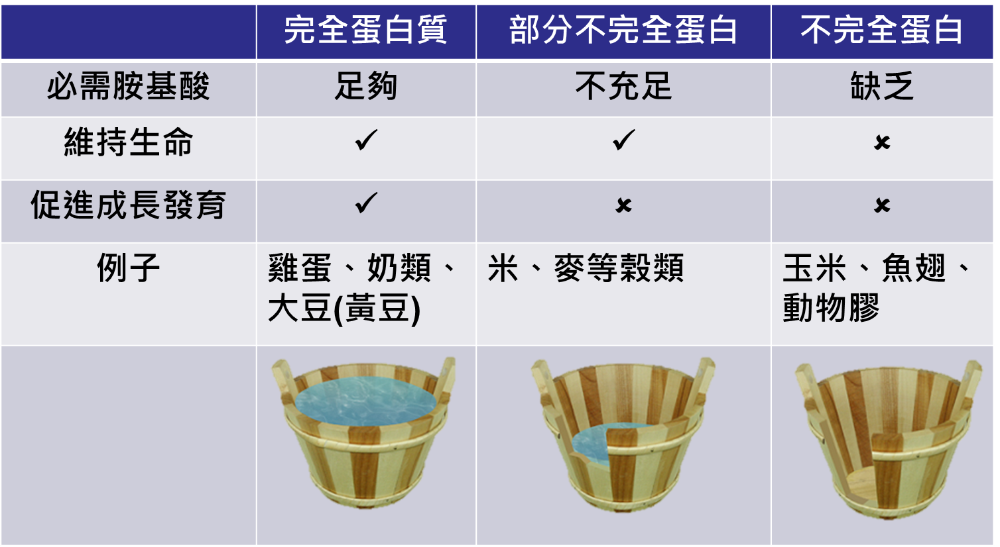 完全蛋白質 部分不完全蛋白 不完全蛋白
必需胺基酸 足夠 不充足 缺乏
維持生命 ✓ ✓ ✘
促進成長發育 ✓ ✘ ✘
例子 雞蛋、奶類、 米、麥等穀類 玉米、魚翅、
大豆(黃豆) 動物膠